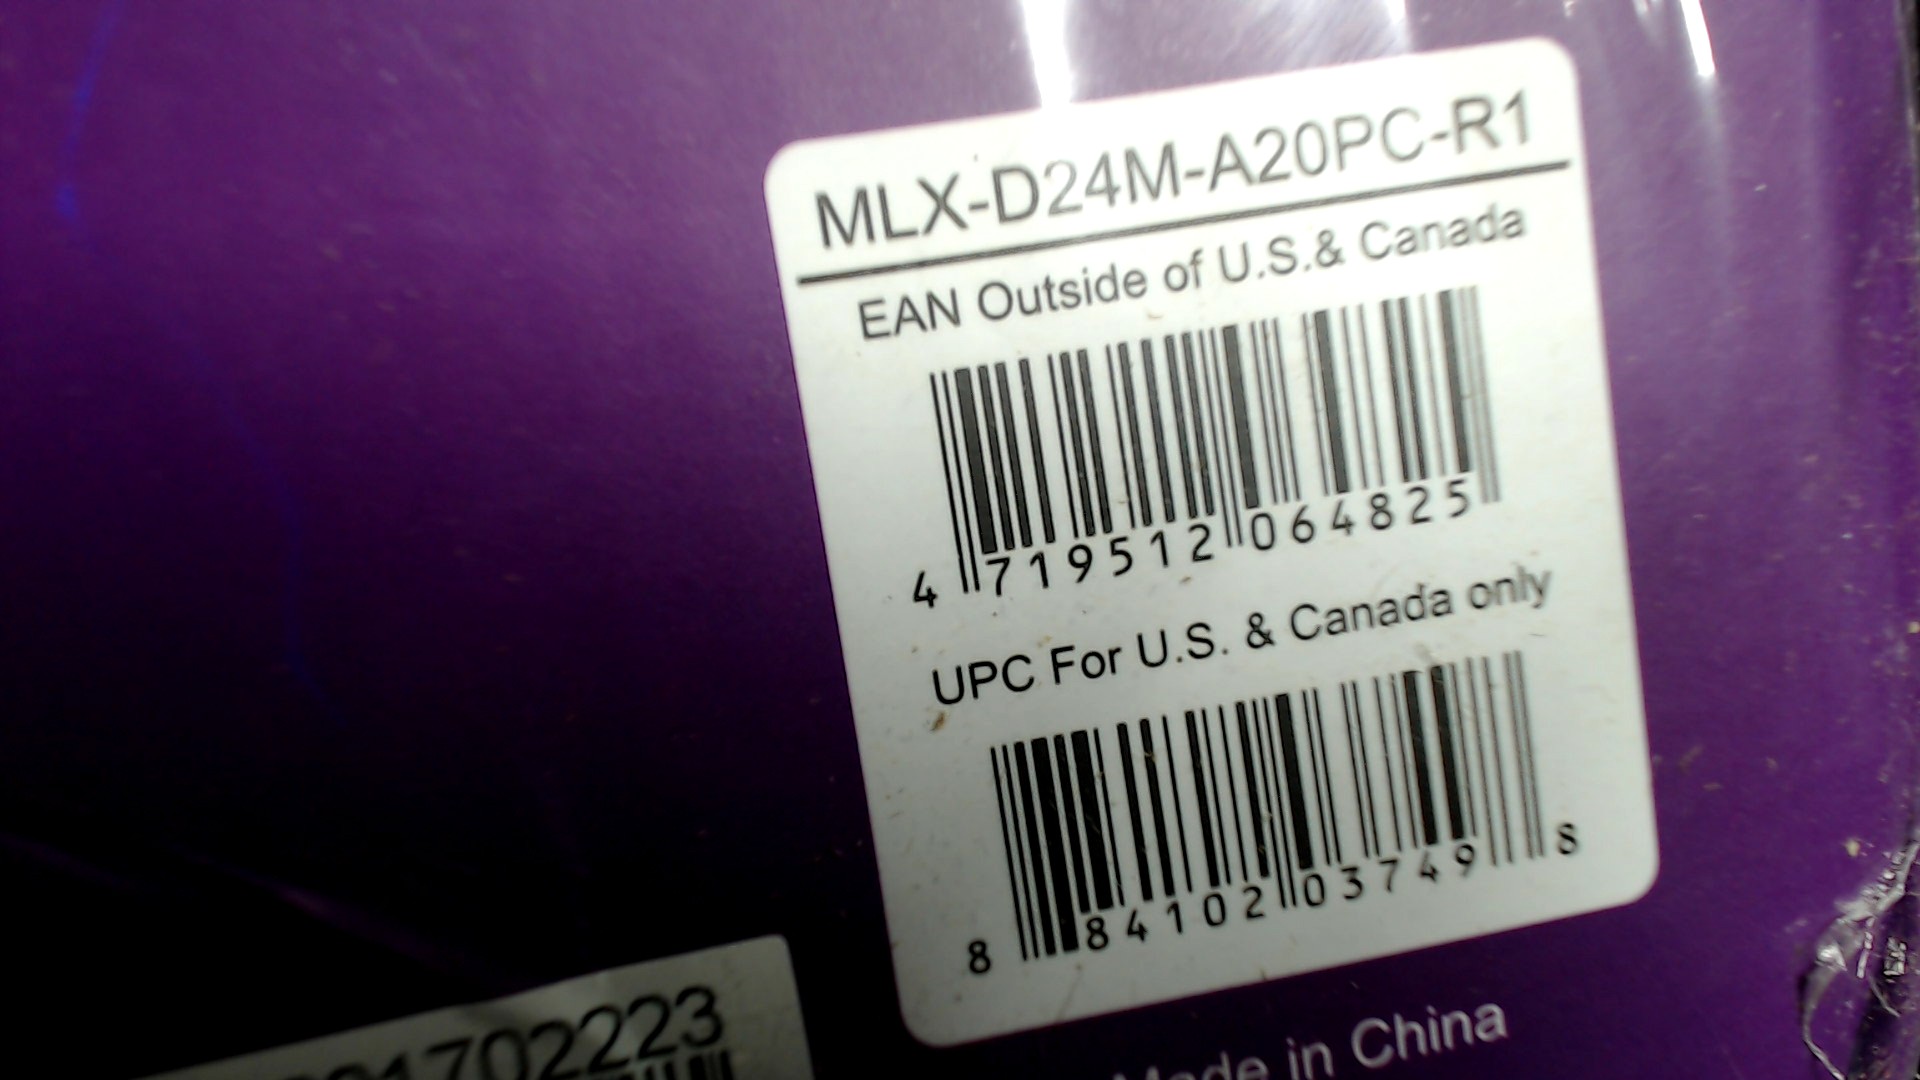 MLX-D24M-A20PC-R1
EAN Outside of U.S.& Canada
4 719512 064825
UPC For U.S. & Canada only
8 84102 03749 8
1702223
Made in China